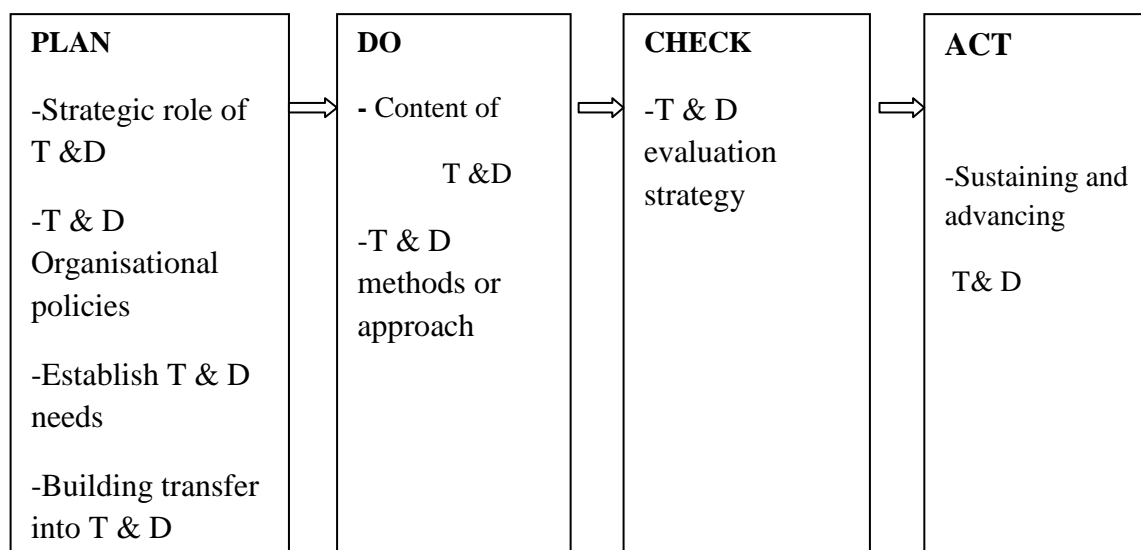 PLAN
-Strategic role of
T &D
-T & D
Organisational
policies
-Establish T & D
needs
-Building transfer
into T & D
DO
- Content of
T &D
-T & D
methods or
approach
CHECK
-T & D
evaluation
strategy
ACT
-Sustaining and
advancing
T& D